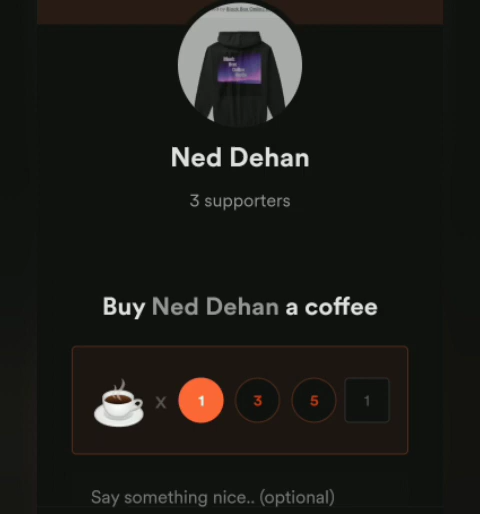 Ned Dehan
3 supporters
Buy Ned Dehan a coffee
x 1 3 5 1
Say something nice.. (optional)